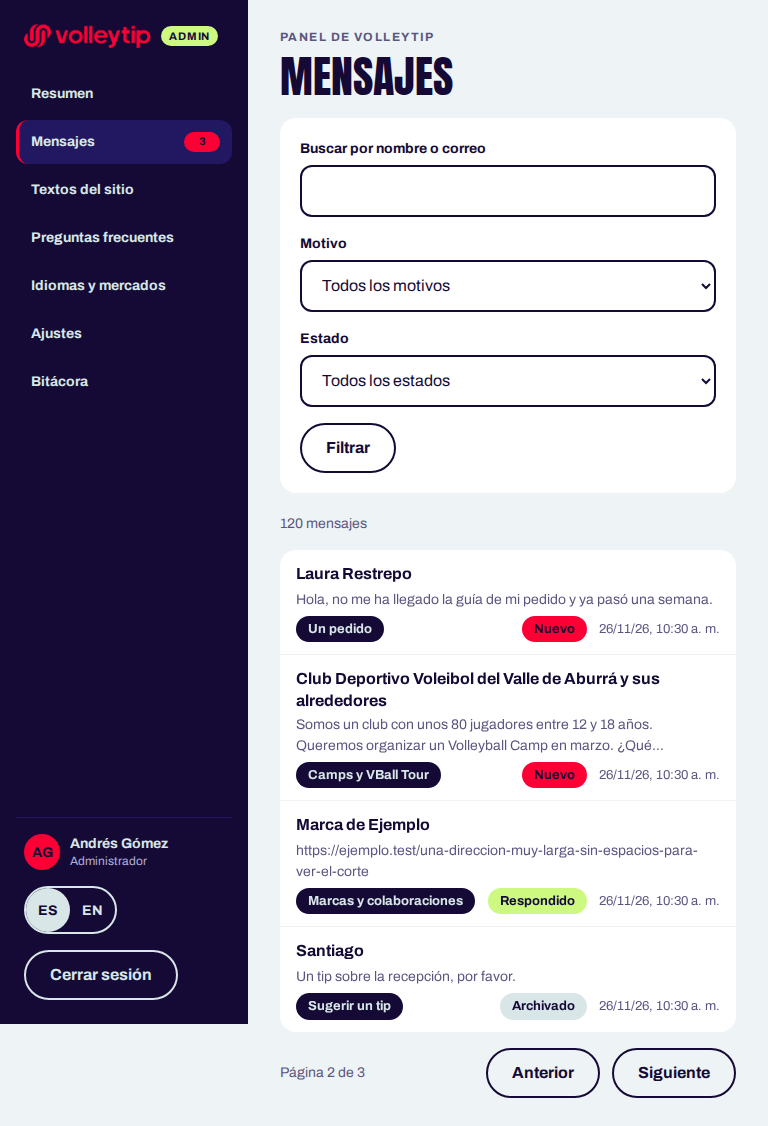 volleytip ADMIN
Resumen
Mensajes 3
Textos del sitio
Preguntas frecuentes
Idiomas y mercados
Ajustes
Bitácora
AG Andrés Gómez
Administrador
ES EN
Cerrar sesión
PANEL DE VOLLEYTIP
MENSAJES
Buscar por nombre o correo
Motivo
Todos los motivos
Estado
Todos los estados
Filtrar
120 mensajes
Laura Restrepo
Hola, no me ha llegado la guía de mi pedido y ya pasó una semana.
Un pedido Nuevo 26/11/26, 10:30 a. m.
Club Deportivo Voleibol del Valle de Aburrá y sus
alrededores
Somos un club con unos 80 jugadores entre 12 y 18 años.
Queremos organizar un Volleyball Camp en marzo. ¿Qué...
Camps y VBall Tour Nuevo 26/11/26, 10:30 a. m.
Marca de Ejemplo
https://ejemplo.test/una-direccion-muy-larga-sin-espacios-para-
ver-el-corte
Marcas y colaboraciones Respondido 26/11/26, 10:30 a. m.
Santiago
Un tip sobre la recepción, por favor.
Sugerir un tip Archivado 26/11/26, 10:30 a. m.
Página 2 de 3 Anterior Siguiente